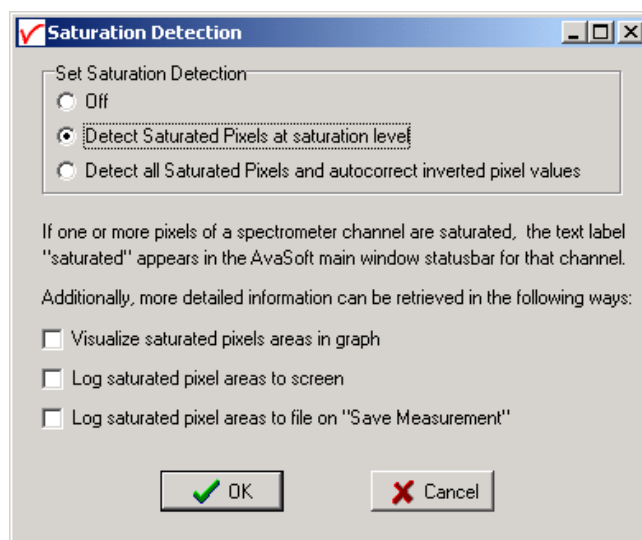 Saturation Detection
Set Saturation Detection
Off
Detect Saturated Pixels at saturation level
Detect all Saturated Pixels and autocorrect inverted pixel values
If one or more pixels of a spectrometer channel are saturated, the text label
"saturated" appears in the AvaSoft main window statusbar for that channel.
Additionally, more detailed information can be retrieved in the following ways:
Visualize saturated pixels areas in graph
Log saturated pixel areas to screen
Log saturated pixel areas to file on "Save Measurement"
OK
Cancel